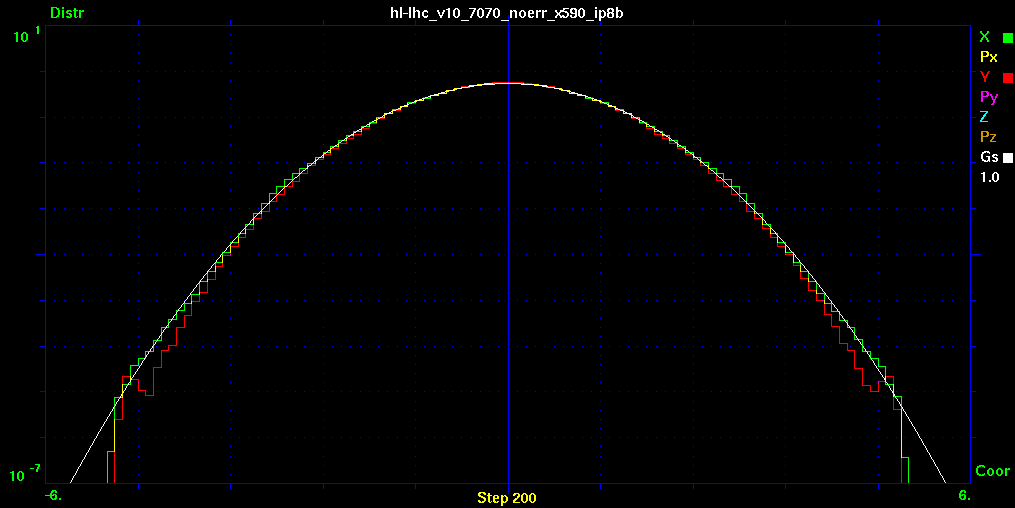 Distr
hl-lhc_v10_7070_noerr_x590_ip8b
10 1
X
Px
Y
Py
Z
Pz
Gs
1.0
10 -7
Coor
-6.
Step 200
6.